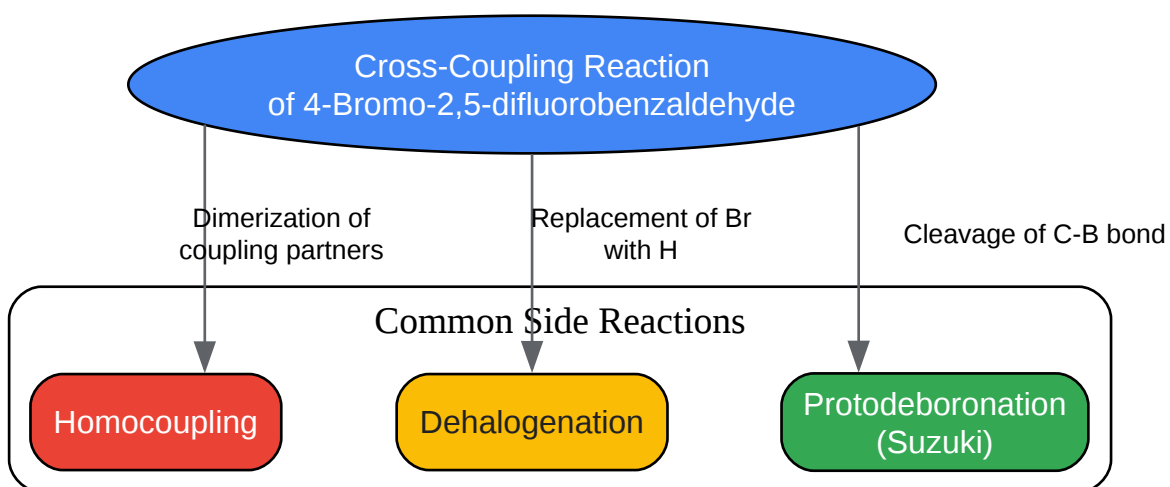 Cross-Coupling Reaction
of 4-Bromo-2,5-difluorobenzaldehyde
Dimerization of
coupling partners
Replacement of Br
with H
Cleavage of C-B bond
Common Side Reactions
Homocoupling
Dehalogenation
Protodeboronation
(Suzuki)